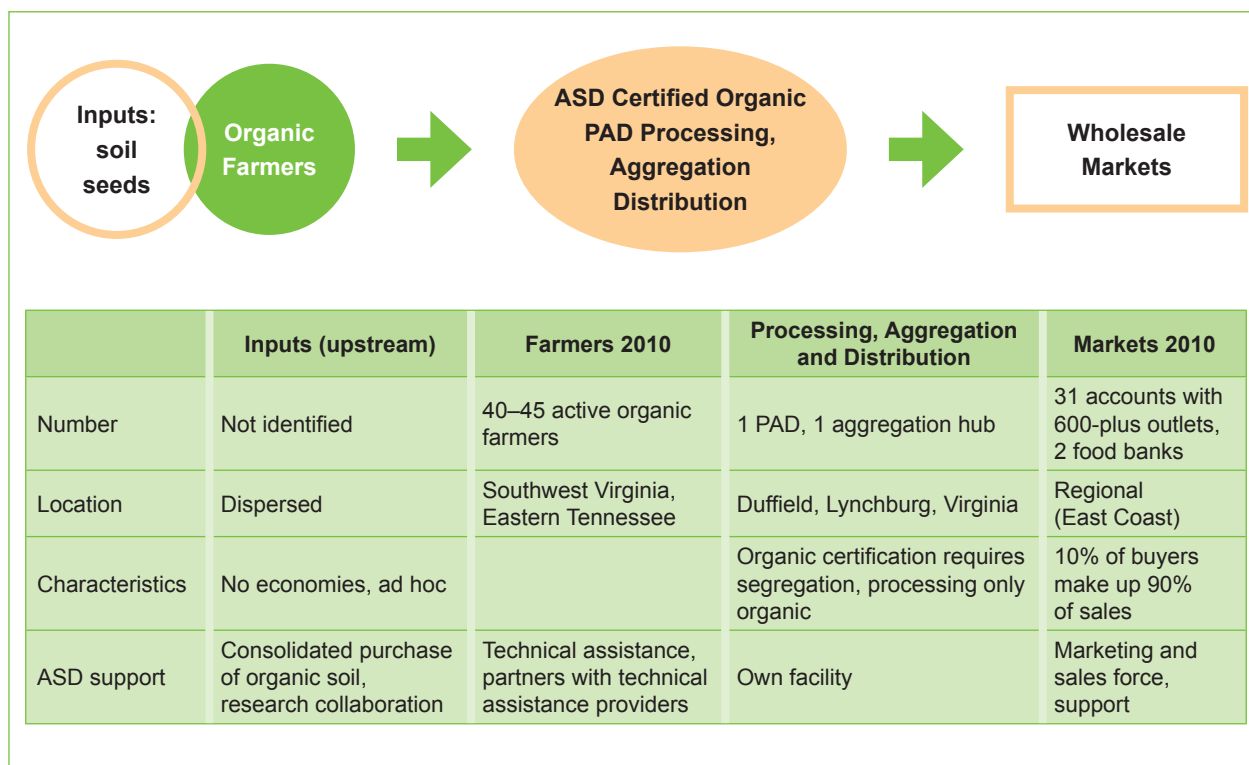 Inputs:
soil
seeds
Organic
Farmers
ASD Certified Organic
PAD Processing,
Aggregation
Distribution
Wholesale
Markets
Inputs (upstream)
Farmers 2010
Processing, Aggregation
and Distribution
Markets 2010
Number
Not identified
40–45 active organic
farmers
1 PAD, 1 aggregation hub
31 accounts with
600-plus outlets,
2 food banks
Location
Dispersed
Southwest Virginia,
Eastern Tennessee
Duffield, Lynchburg, Virginia
Regional
(East Coast)
Characteristics
No economies, ad hoc
Organic certification requires
segregation, processing only
organic
10% of buyers
make up 90%
of sales
ASD support
Consolidated purchase
of organic soil,
research collaboration
Technical assistance,
partners with technical
assistance providers
Own facility
Marketing and
sales force,
support